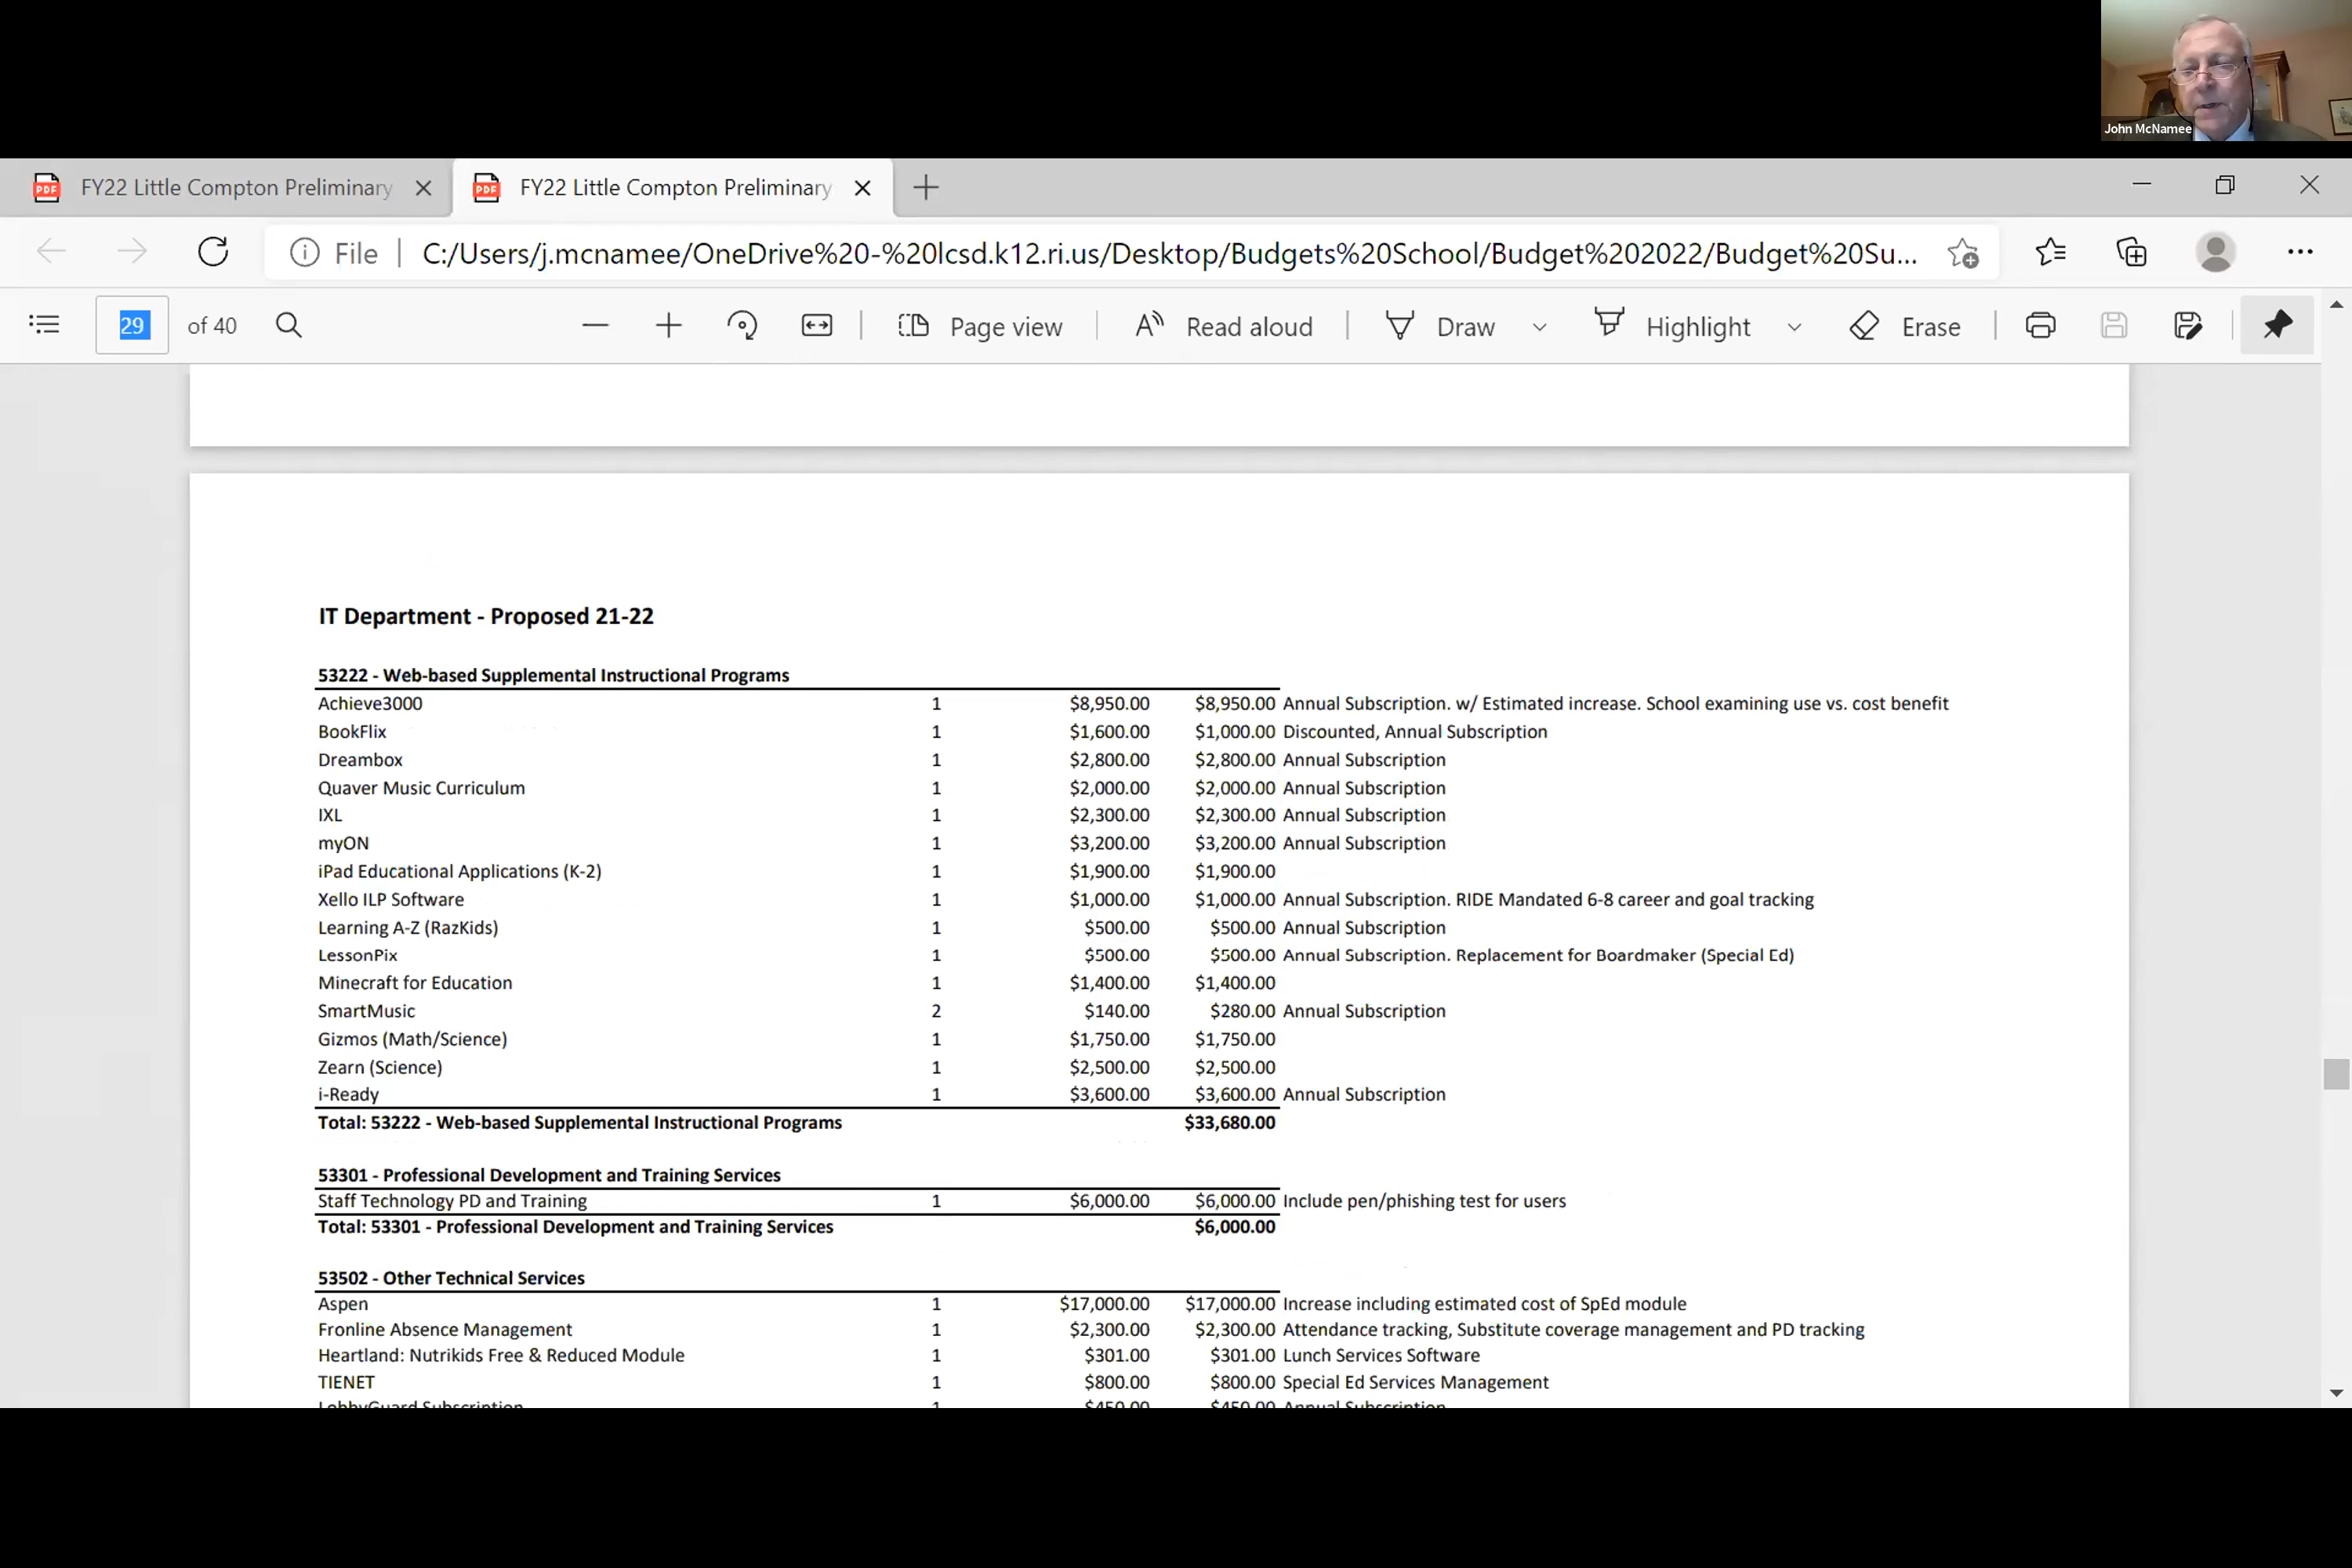 John McNamee
FY22 Little Compton Preliminary
FY22 Little Compton Preliminary
File | C:/Users/j.mcnamee/OneDrive%20-%20lcsd.k12.ri.us/Desktop/Budgets%20School/Budget%202022/Budget%20Su...
29 of 40 Page view Read aloud Draw Highlight Erase
IT Department - Proposed 21-22
53222 - Web-based Supplemental Instructional Programs
Achieve3000 1 $8,950.00 $8,950.00 Annual Subscription. w/ Estimated increase. School examining use vs. cost benefit
BookFlix 1 $1,600.00 $1,000.00 Discounted, Annual Subscription
Dreambox 1 $2,800.00 $2,800.00 Annual Subscription
Quaver Music Curriculum 1 $2,000.00 $2,000.00 Annual Subscription
IXL 1 $2,300.00 $2,300.00 Annual Subscription
myON 1 $3,200.00 $3,200.00 Annual Subscription
iPad Educational Applications (K-2) 1 $1,900.00 $1,900.00
Xello ILP Software 1 $1,000.00 $1,000.00 Annual Subscription. RIDE Mandated 6-8 career and goal tracking
Learning A-Z (RazKids) 1 $500.00 $500.00 Annual Subscription
LessonPix 1 $500.00 $500.00 Annual Subscription. Replacement for Boardmaker (Special Ed)
Minecraft for Education 1 $1,400.00 $1,400.00
SmartMusic 2 $140.00 $280.00 Annual Subscription
Gizmos (Math/Science) 1 $1,750.00 $1,750.00
Zearn (Science) 1 $2,500.00 $2,500.00
i-Ready 1 $3,600.00 $3,600.00 Annual Subscription
Total: 53222 - Web-based Supplemental Instructional Programs $33,680.00
53301 - Professional Development and Training Services
Staff Technology PD and Training 1 $6,000.00 $6,000.00 Include pen/phishing test for users
Total: 53301 - Professional Development and Training Services $6,000.00
53502 - Other Technical Services
Aspen 1 $17,000.00 $17,000.00 Increase including estimated cost of SpEd module
Fronline Absence Management 1 $2,300.00 $2,300.00 Attendance tracking, Substitute coverage management and PD tracking
Heartland: Nutrikids Free & Reduced Module 1 $301.00 $301.00 Lunch Services Software
TIENET 1 $800.00 $800.00 Special Ed Services Management
LobbyGuard Subscription 1 $450.00 $450.00 Annual Subscription